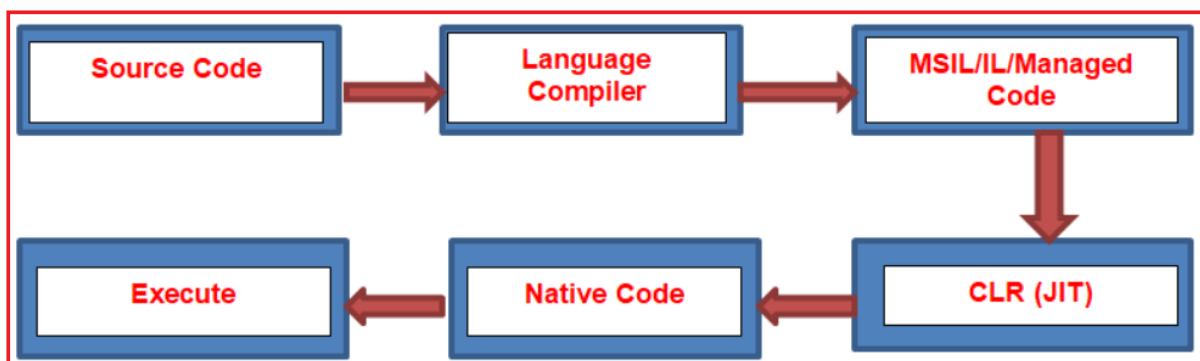 Source Code
Language
Compiler
MSIL/IL/Managed
Code
Execute
Native Code
CLR (JIT)